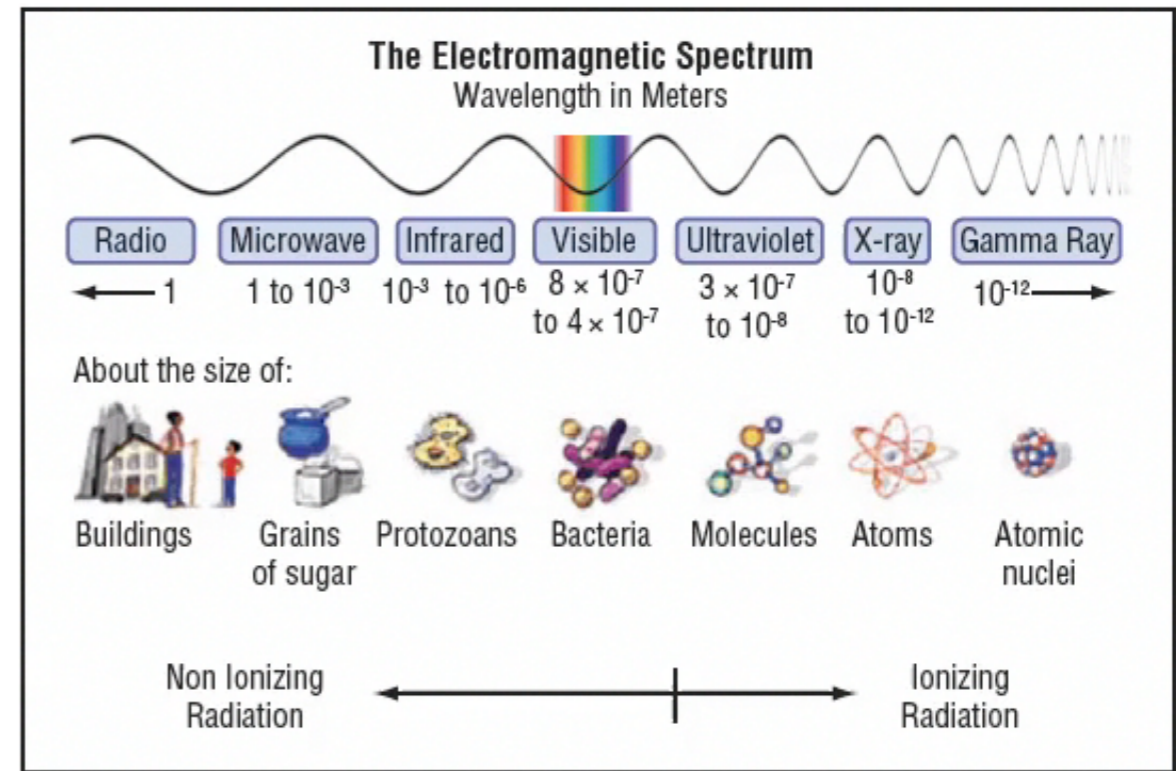 The Electromagnetic Spectrum
Wavelength in Meters
Radio Microwave Infrared Visible Ultraviolet X-ray Gamma Ray
1 1 to 10⁻³ 10⁻³ to 10⁻⁶ 8 × 10⁻⁷ 3 × 10⁻⁷ 10⁻⁸ 10⁻¹²
to 4 × 10⁻⁷ to 10⁻⁸ to 10⁻¹²
About the size of:
Buildings Grains Protozoans Bacteria Molecules Atoms Atomic
of sugar nuclei
Non Ionizing Ionizing
Radiation Radiation